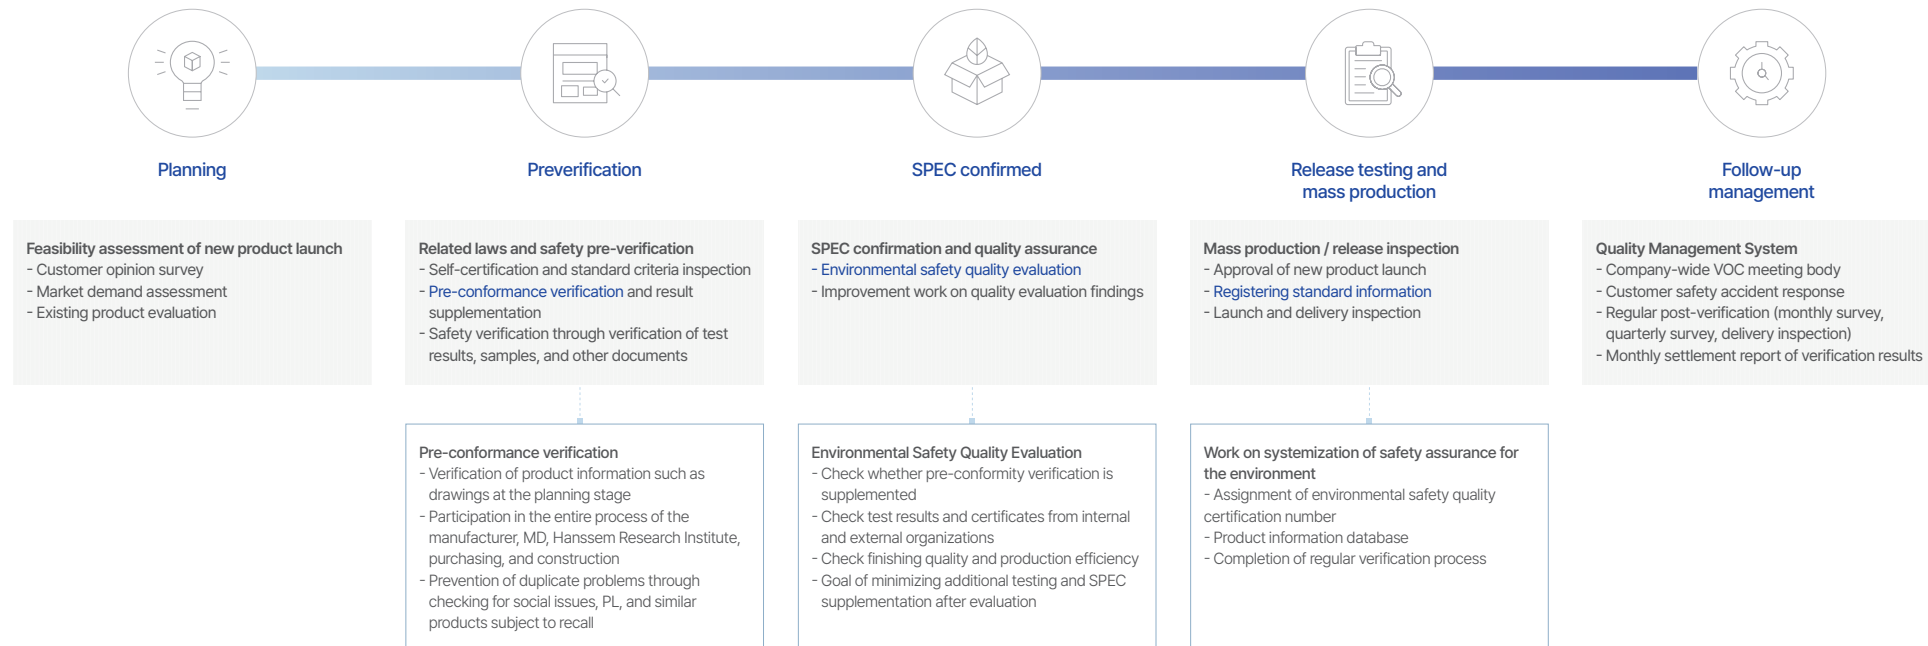 Planning
Preverification
SPEC confirmed
Release testing and
mass production
Follow-up
management
Feasibility assessment of new product launch
- Customer opinion survey
- Market demand assessment
- Existing product evaluation
Related laws and safety pre-verification
- Self-certification and standard criteria inspection
- Pre-conformance verification and result
supplementation
- Safety verification through verification of test
results, samples, and other documents
SPEC confirmation and quality assurance
- Environmental safety quality evaluation
- Improvement work on quality evaluation findings
Mass production / release inspection
- Approval of new product launch
- Registering standard information
- Launch and delivery inspection
Quality Management System
- Company-wide VOC meeting body
- Customer safety accident response
- Regular post-verification (monthly survey,
quarterly survey, delivery inspection)
- Monthly settlement report of verification results
Pre-conformance verification
- Verification of product information such as
drawings at the planning stage
- Participation in the entire process of the
manufacturer, MD, Hanssem Research Institute,
purchasing, and construction
- Prevention of duplicate problems through
checking for social issues, PL, and similar
products subject to recall
Environmental Safety Quality Evaluation
- Check whether pre-conformity verification is
supplemented
- Check test results and certificates from internal
and external organizations
- Check finishing quality and production efficiency
- Goal of minimizing additional testing and SPEC
supplementation after evaluation
Work on systemization of safety assurance for
the environment
- Assignment of environmental safety quality
certification number
- Product information database
- Completion of regular verification process